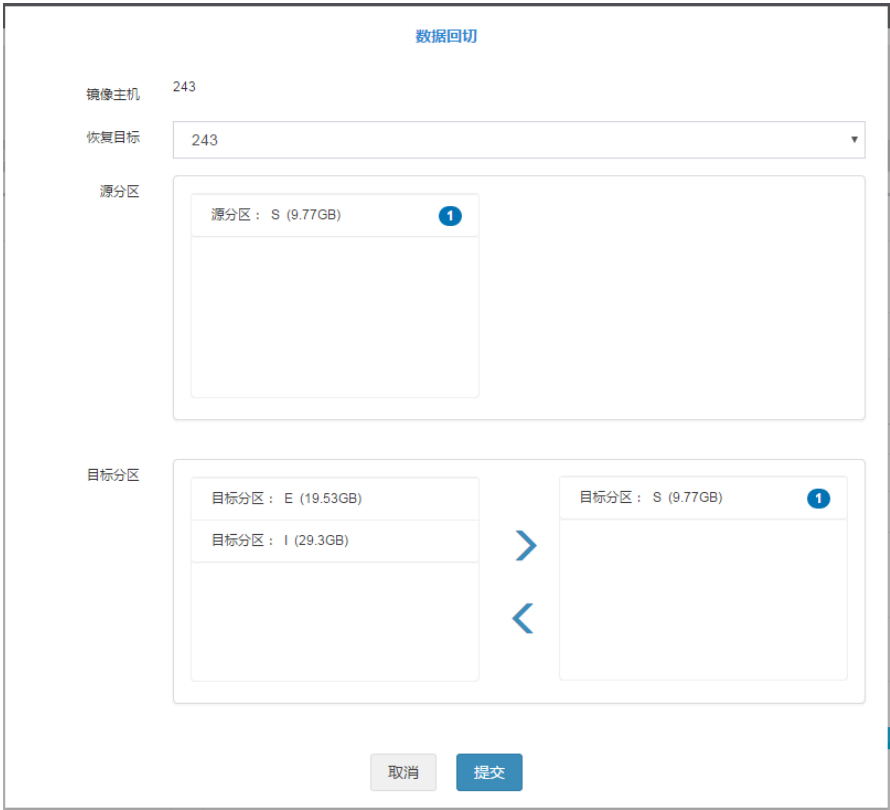 数据回切
镜像主机 243
恢复目标 243
源分区
源分区： S (9.77GB) 1
目标分区
目标分区： E (19.53GB)
目标分区： I (29.3GB)
目标分区： S (9.77GB) 1
取消 提交